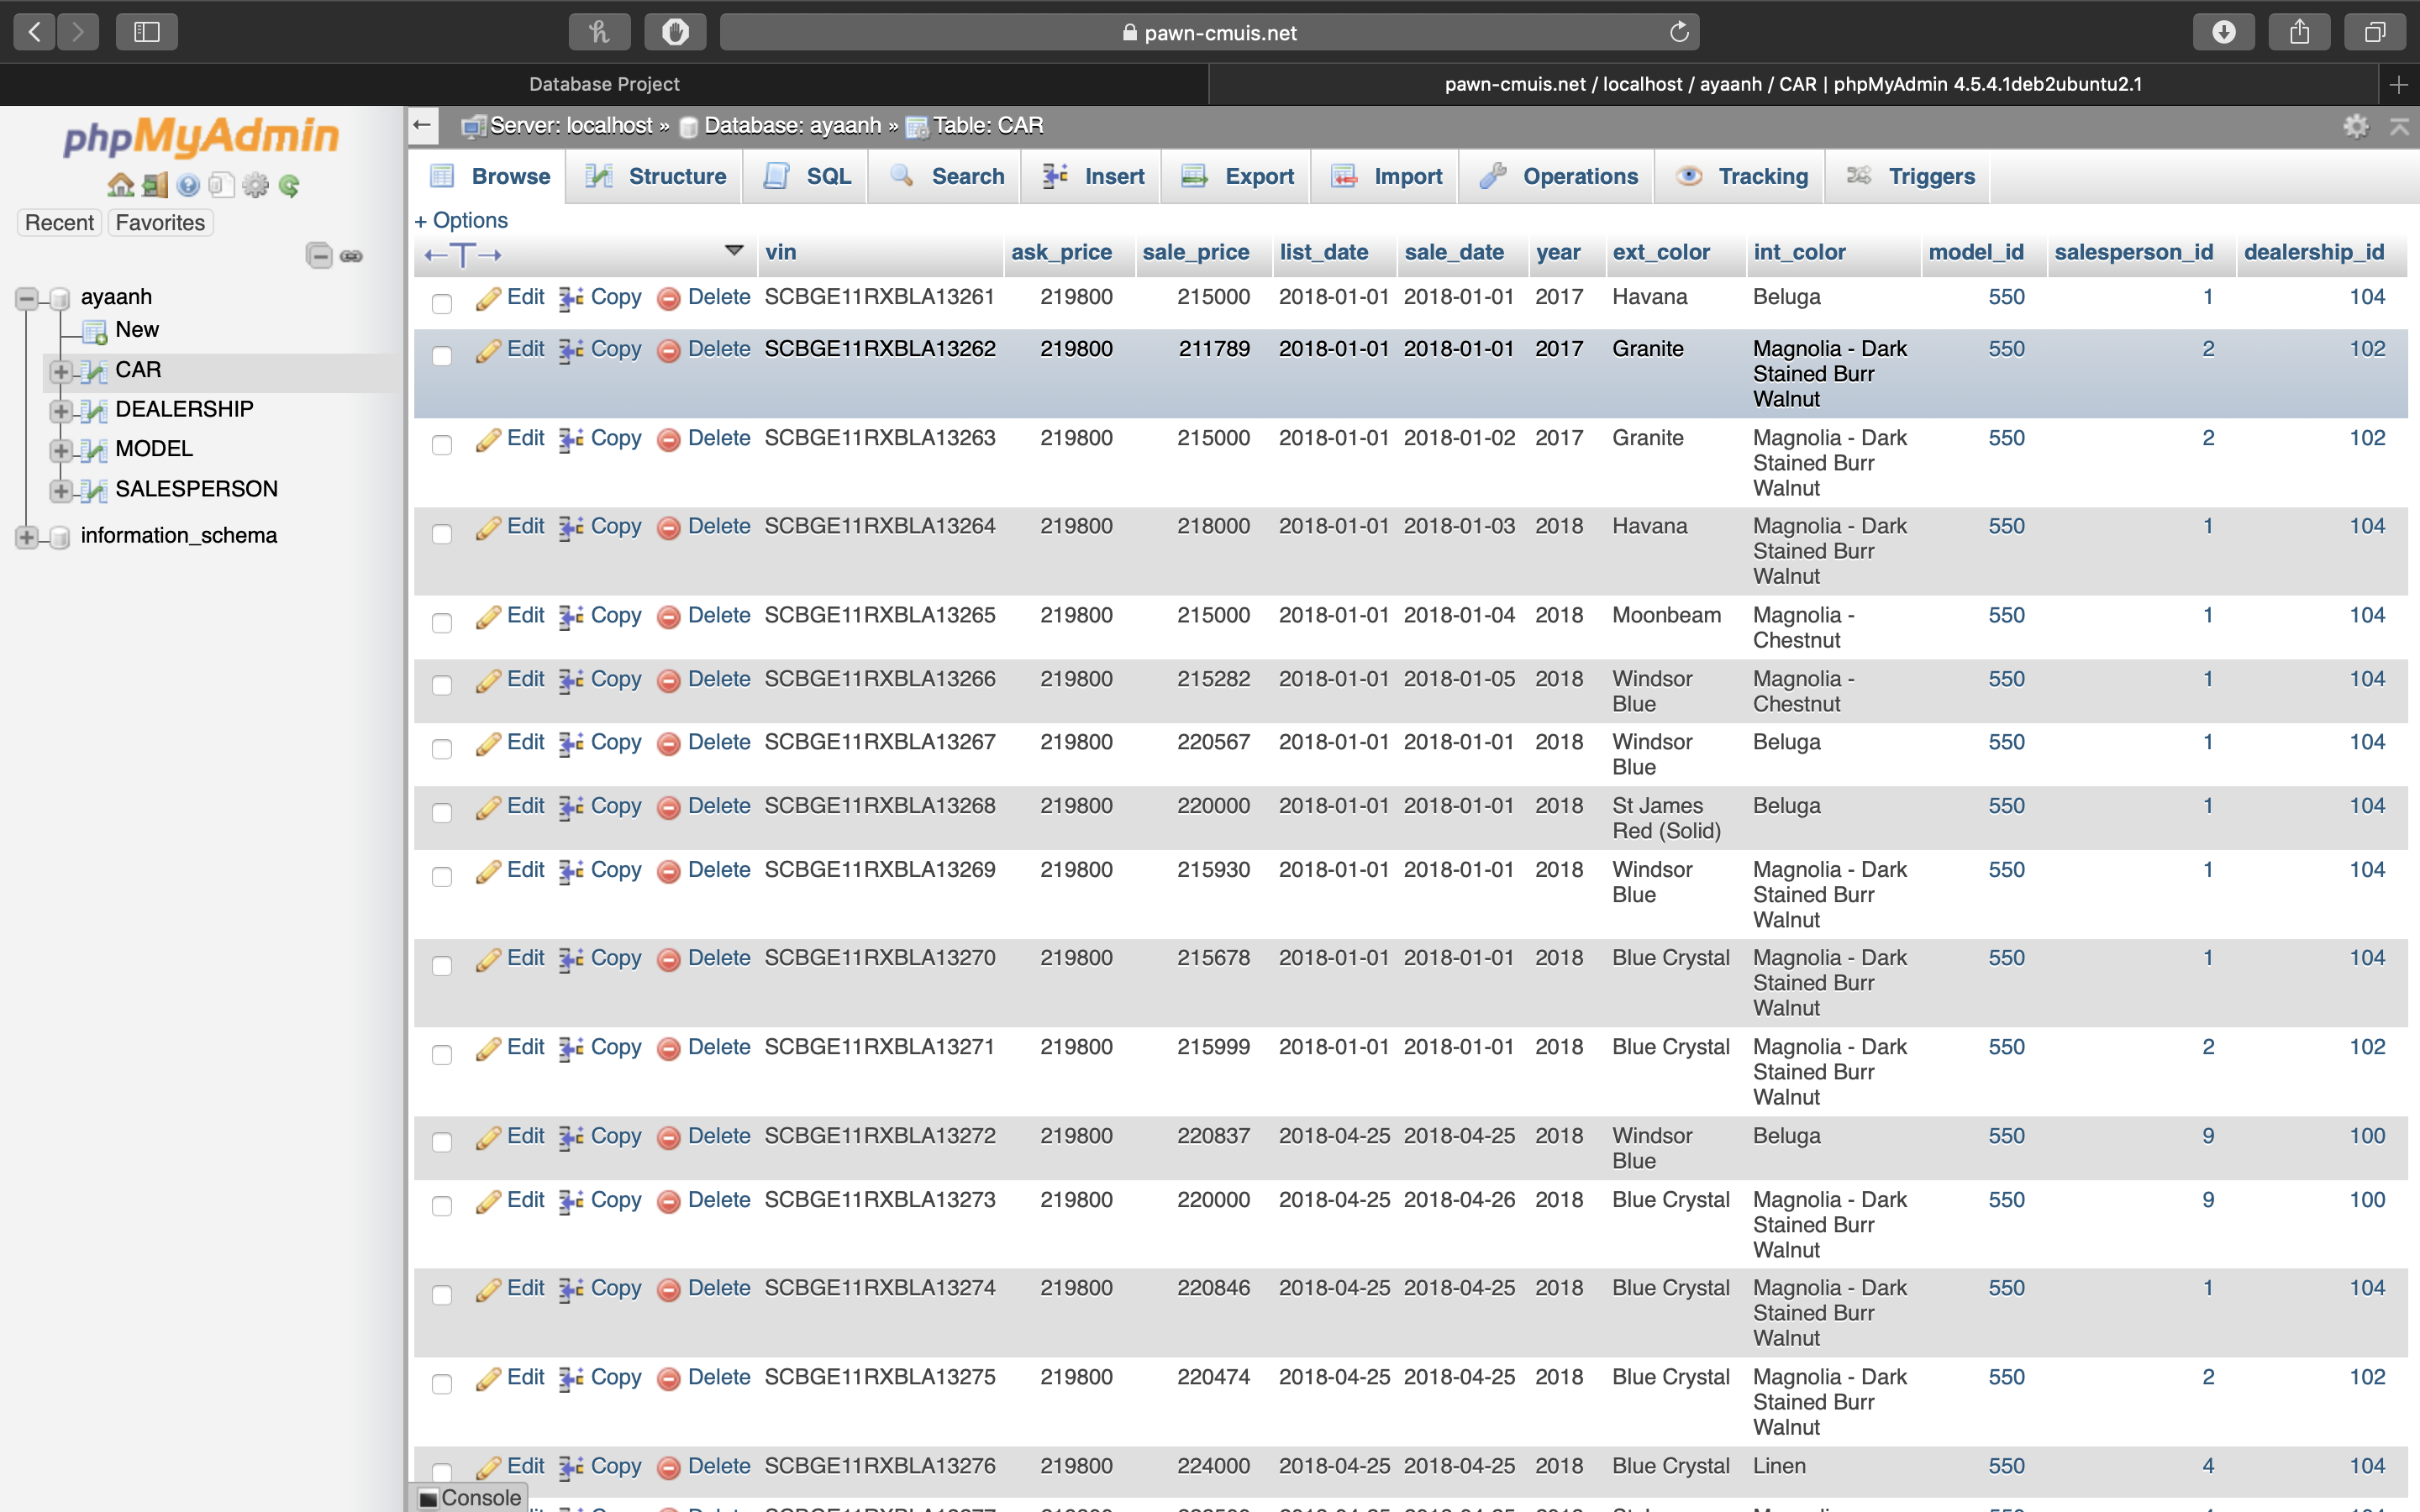 pawn-cmuis.net
Database Project
pawn-cmuis.net / localhost / ayaanh / CAR | phpMyAdmin 4.5.4.1deb2ubuntu2.1
phpMyAdmin
Recent Favorites
ayaanh
New
CAR
DEALERSHIP
MODEL
SALESPERSON
information_schema
Server: localhost » Database: ayaanh » Table: CAR
Browse Structure SQL Search Insert Export Import Operations Tracking Triggers
+ Options
vin ask_price sale_price list_date sale_date year ext_color int_color model_id salesperson_id dealership_id
Edit Copy Delete SCBGE11RXBLA13261 219800 215000 2018-01-01 2018-01-01 2017 Havana Beluga 550 1 104
Edit Copy Delete SCBGE11RXBLA13262 219800 211789 2018-01-01 2018-01-01 2017 Granite Magnolia - Dark 550 2 102
Stained Burr
Walnut
Edit Copy Delete SCBGE11RXBLA13263 219800 215000 2018-01-01 2018-01-02 2017 Granite Magnolia - Dark 550 2 102
Stained Burr
Walnut
Edit Copy Delete SCBGE11RXBLA13264 219800 218000 2018-01-01 2018-01-03 2018 Havana Magnolia - Dark 550 1 104
Stained Burr
Walnut
Edit Copy Delete SCBGE11RXBLA13265 219800 215000 2018-01-01 2018-01-04 2018 Moonbeam Magnolia - 550 1 104
Chestnut
Edit Copy Delete SCBGE11RXBLA13266 219800 215282 2018-01-01 2018-01-05 2018 Windsor Magnolia - 550 1 104
Blue Chestnut
Edit Copy Delete SCBGE11RXBLA13267 219800 220567 2018-01-01 2018-01-01 2018 Windsor Beluga 550 1 104
Blue
Edit Copy Delete SCBGE11RXBLA13268 219800 220000 2018-01-01 2018-01-01 2018 St James Beluga 550 1 104
Red (Solid)
Edit Copy Delete SCBGE11RXBLA13269 219800 215930 2018-01-01 2018-01-01 2018 Windsor Magnolia - Dark 550 1 104
Blue Stained Burr
Walnut
Edit Copy Delete SCBGE11RXBLA13270 219800 215678 2018-01-01 2018-01-01 2018 Blue Crystal Magnolia - Dark 550 1 104
Stained Burr
Walnut
Edit Copy Delete SCBGE11RXBLA13271 219800 215999 2018-01-01 2018-01-01 2018 Blue Crystal Magnolia - Dark 550 2 102
Stained Burr
Walnut
Edit Copy Delete SCBGE11RXBLA13272 219800 220837 2018-04-25 2018-04-25 2018 Windsor Beluga 550 9 100
Blue
Edit Copy Delete SCBGE11RXBLA13273 219800 220000 2018-04-25 2018-04-26 2018 Blue Crystal Magnolia - Dark 550 9 100
Stained Burr
Walnut
Edit Copy Delete SCBGE11RXBLA13274 219800 220846 2018-04-25 2018-04-25 2018 Blue Crystal Magnolia - Dark 550 1 104
Stained Burr
Walnut
Edit Copy Delete SCBGE11RXBLA13275 219800 220474 2018-04-25 2018-04-25 2018 Blue Crystal Magnolia - Dark 550 2 102
Stained Burr
Walnut
Edit Copy Delete SCBGE11RXBLA13276 219800 224000 2018-04-25 2018-04-25 2018 Blue Crystal Linen 550 4 104
Console